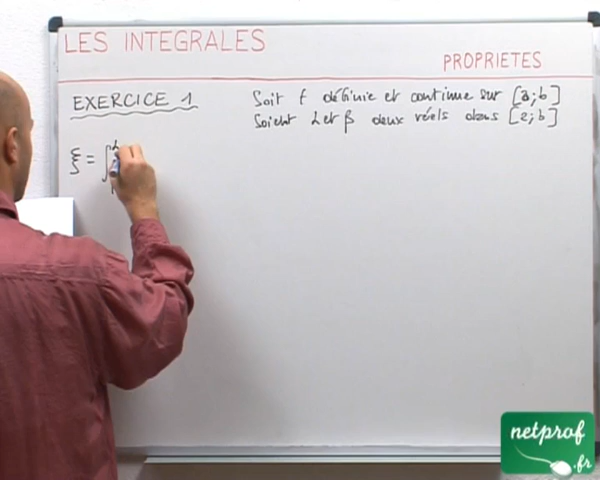 LES INTEGRALES
PROPRIETES
EXERCICE 1
Soit f définie et continue sur [a;b]
Soient α et β deux réels dans [a;b]
ξ = ∫
netprof
.fr